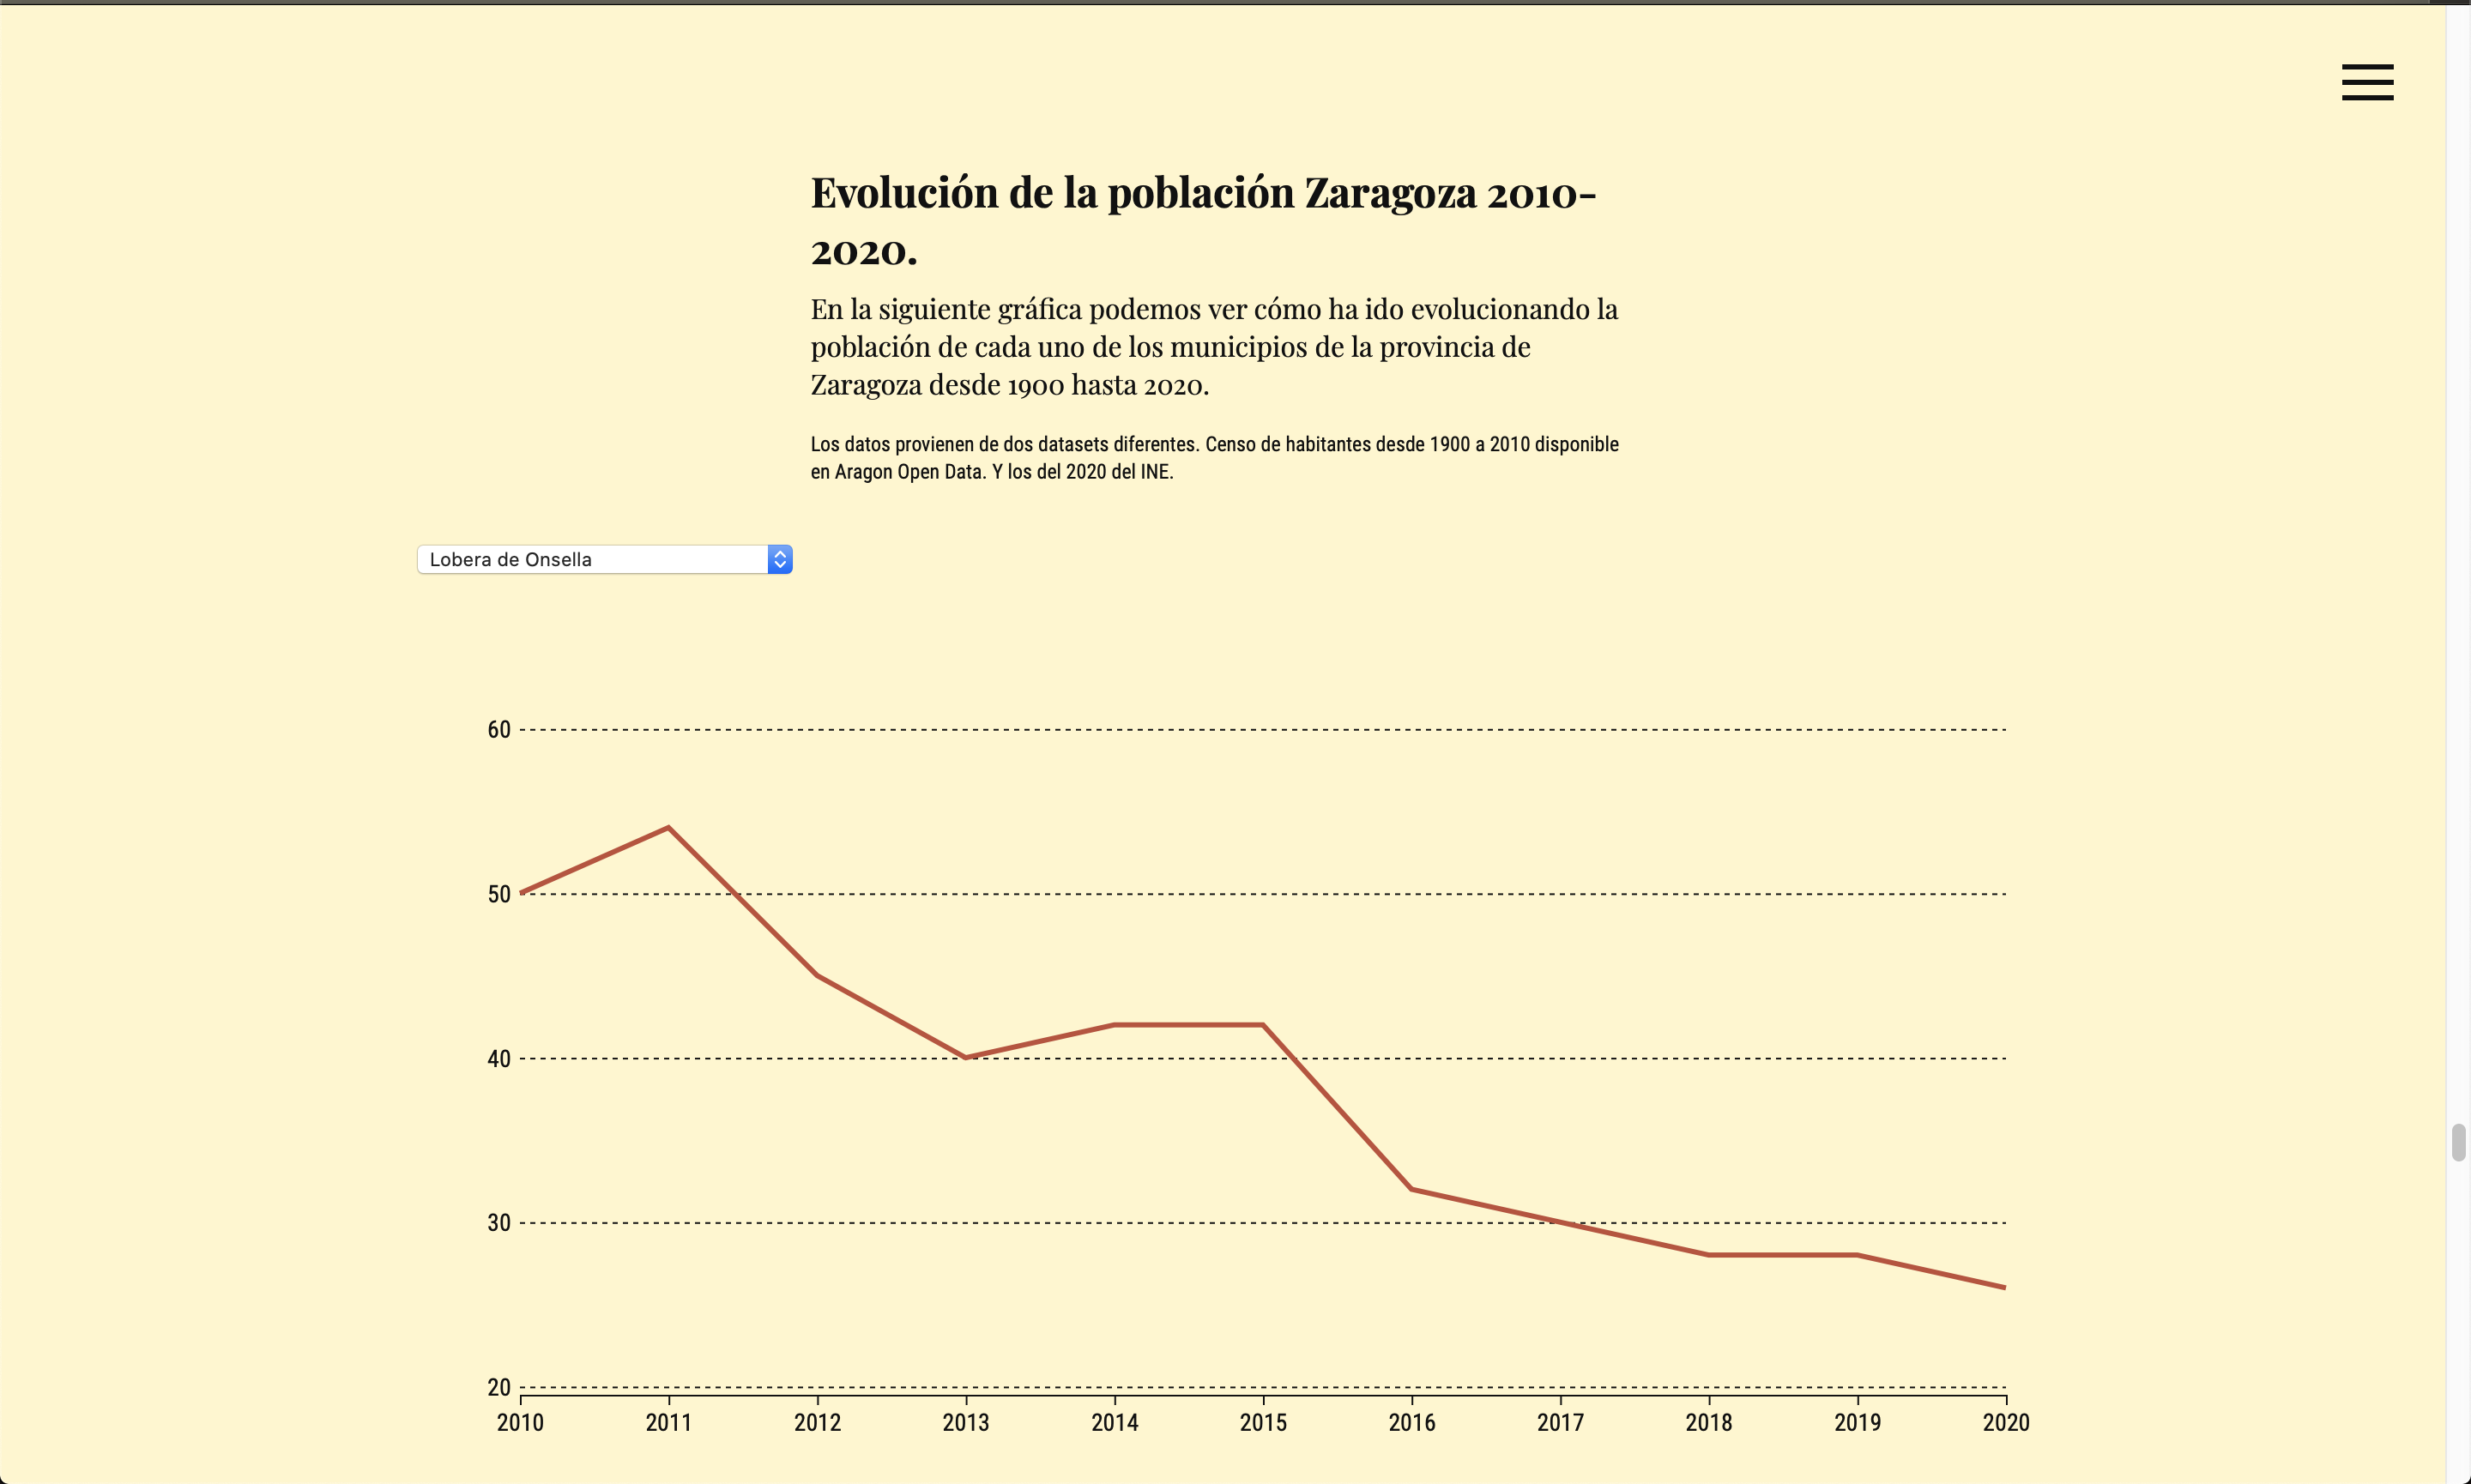 Evolución de la población Zaragoza 2010-
2020.
En la siguiente gráfica podemos ver cómo ha ido evolucionando la
población de cada uno de los municipios de la provincia de
Zaragoza desde 1900 hasta 2020.
Los datos provienen de dos datasets diferentes. Censo de habitantes desde 1900 a 2010 disponible
en Aragon Open Data. Y los del 2020 del INE.
Lobera de Onsella
60
50
40
30
20
2010 2011 2012 2013 2014 2015 2016 2017 2018 2019 2020